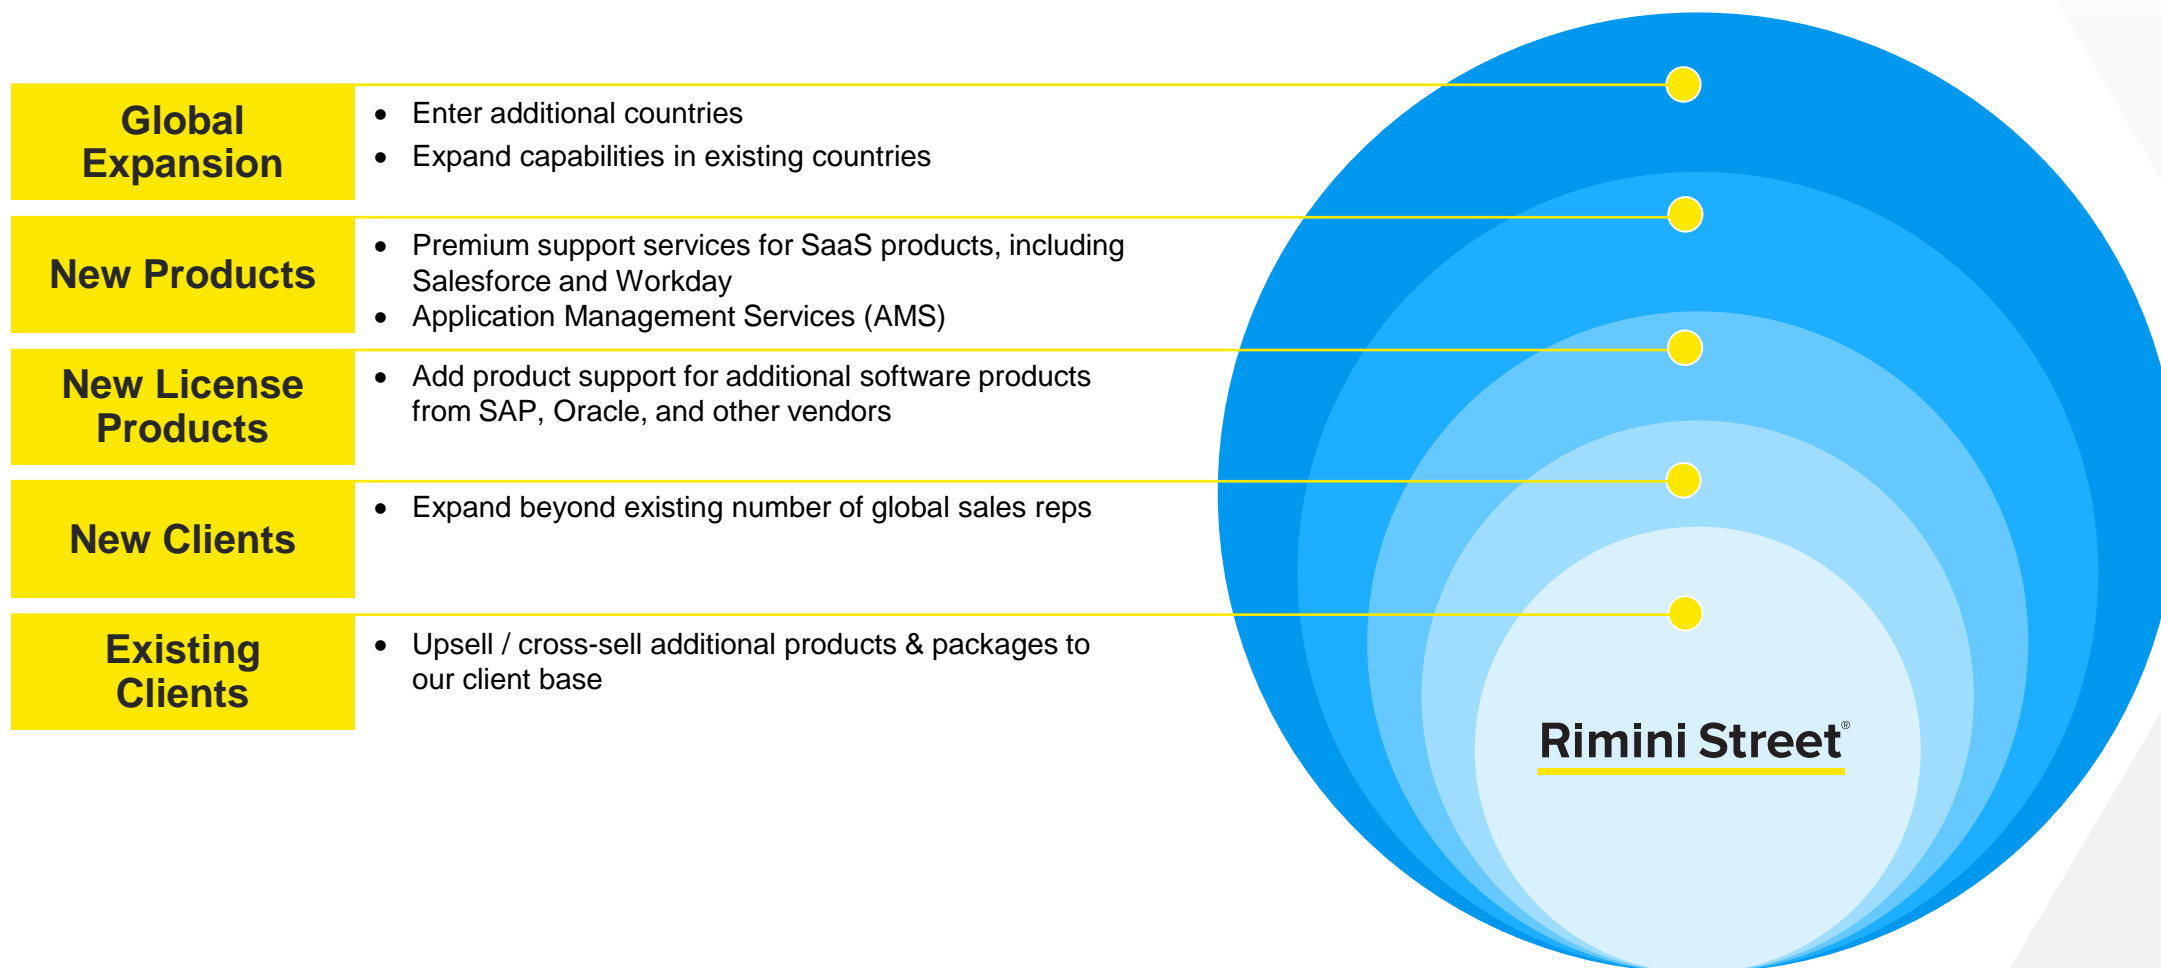 Global
Expansion
• Enter additional countries
• Expand capabilities in existing countries
New Products
• Premium support services for SaaS products, including
Salesforce and Workday
• Application Management Services (AMS)
New License
Products
• Add product support for additional software products
from SAP, Oracle, and other vendors
New Clients
• Expand beyond existing number of global sales reps
Existing
Clients
• Upsell / cross-sell additional products & packages to
our client base
Rimini Street®